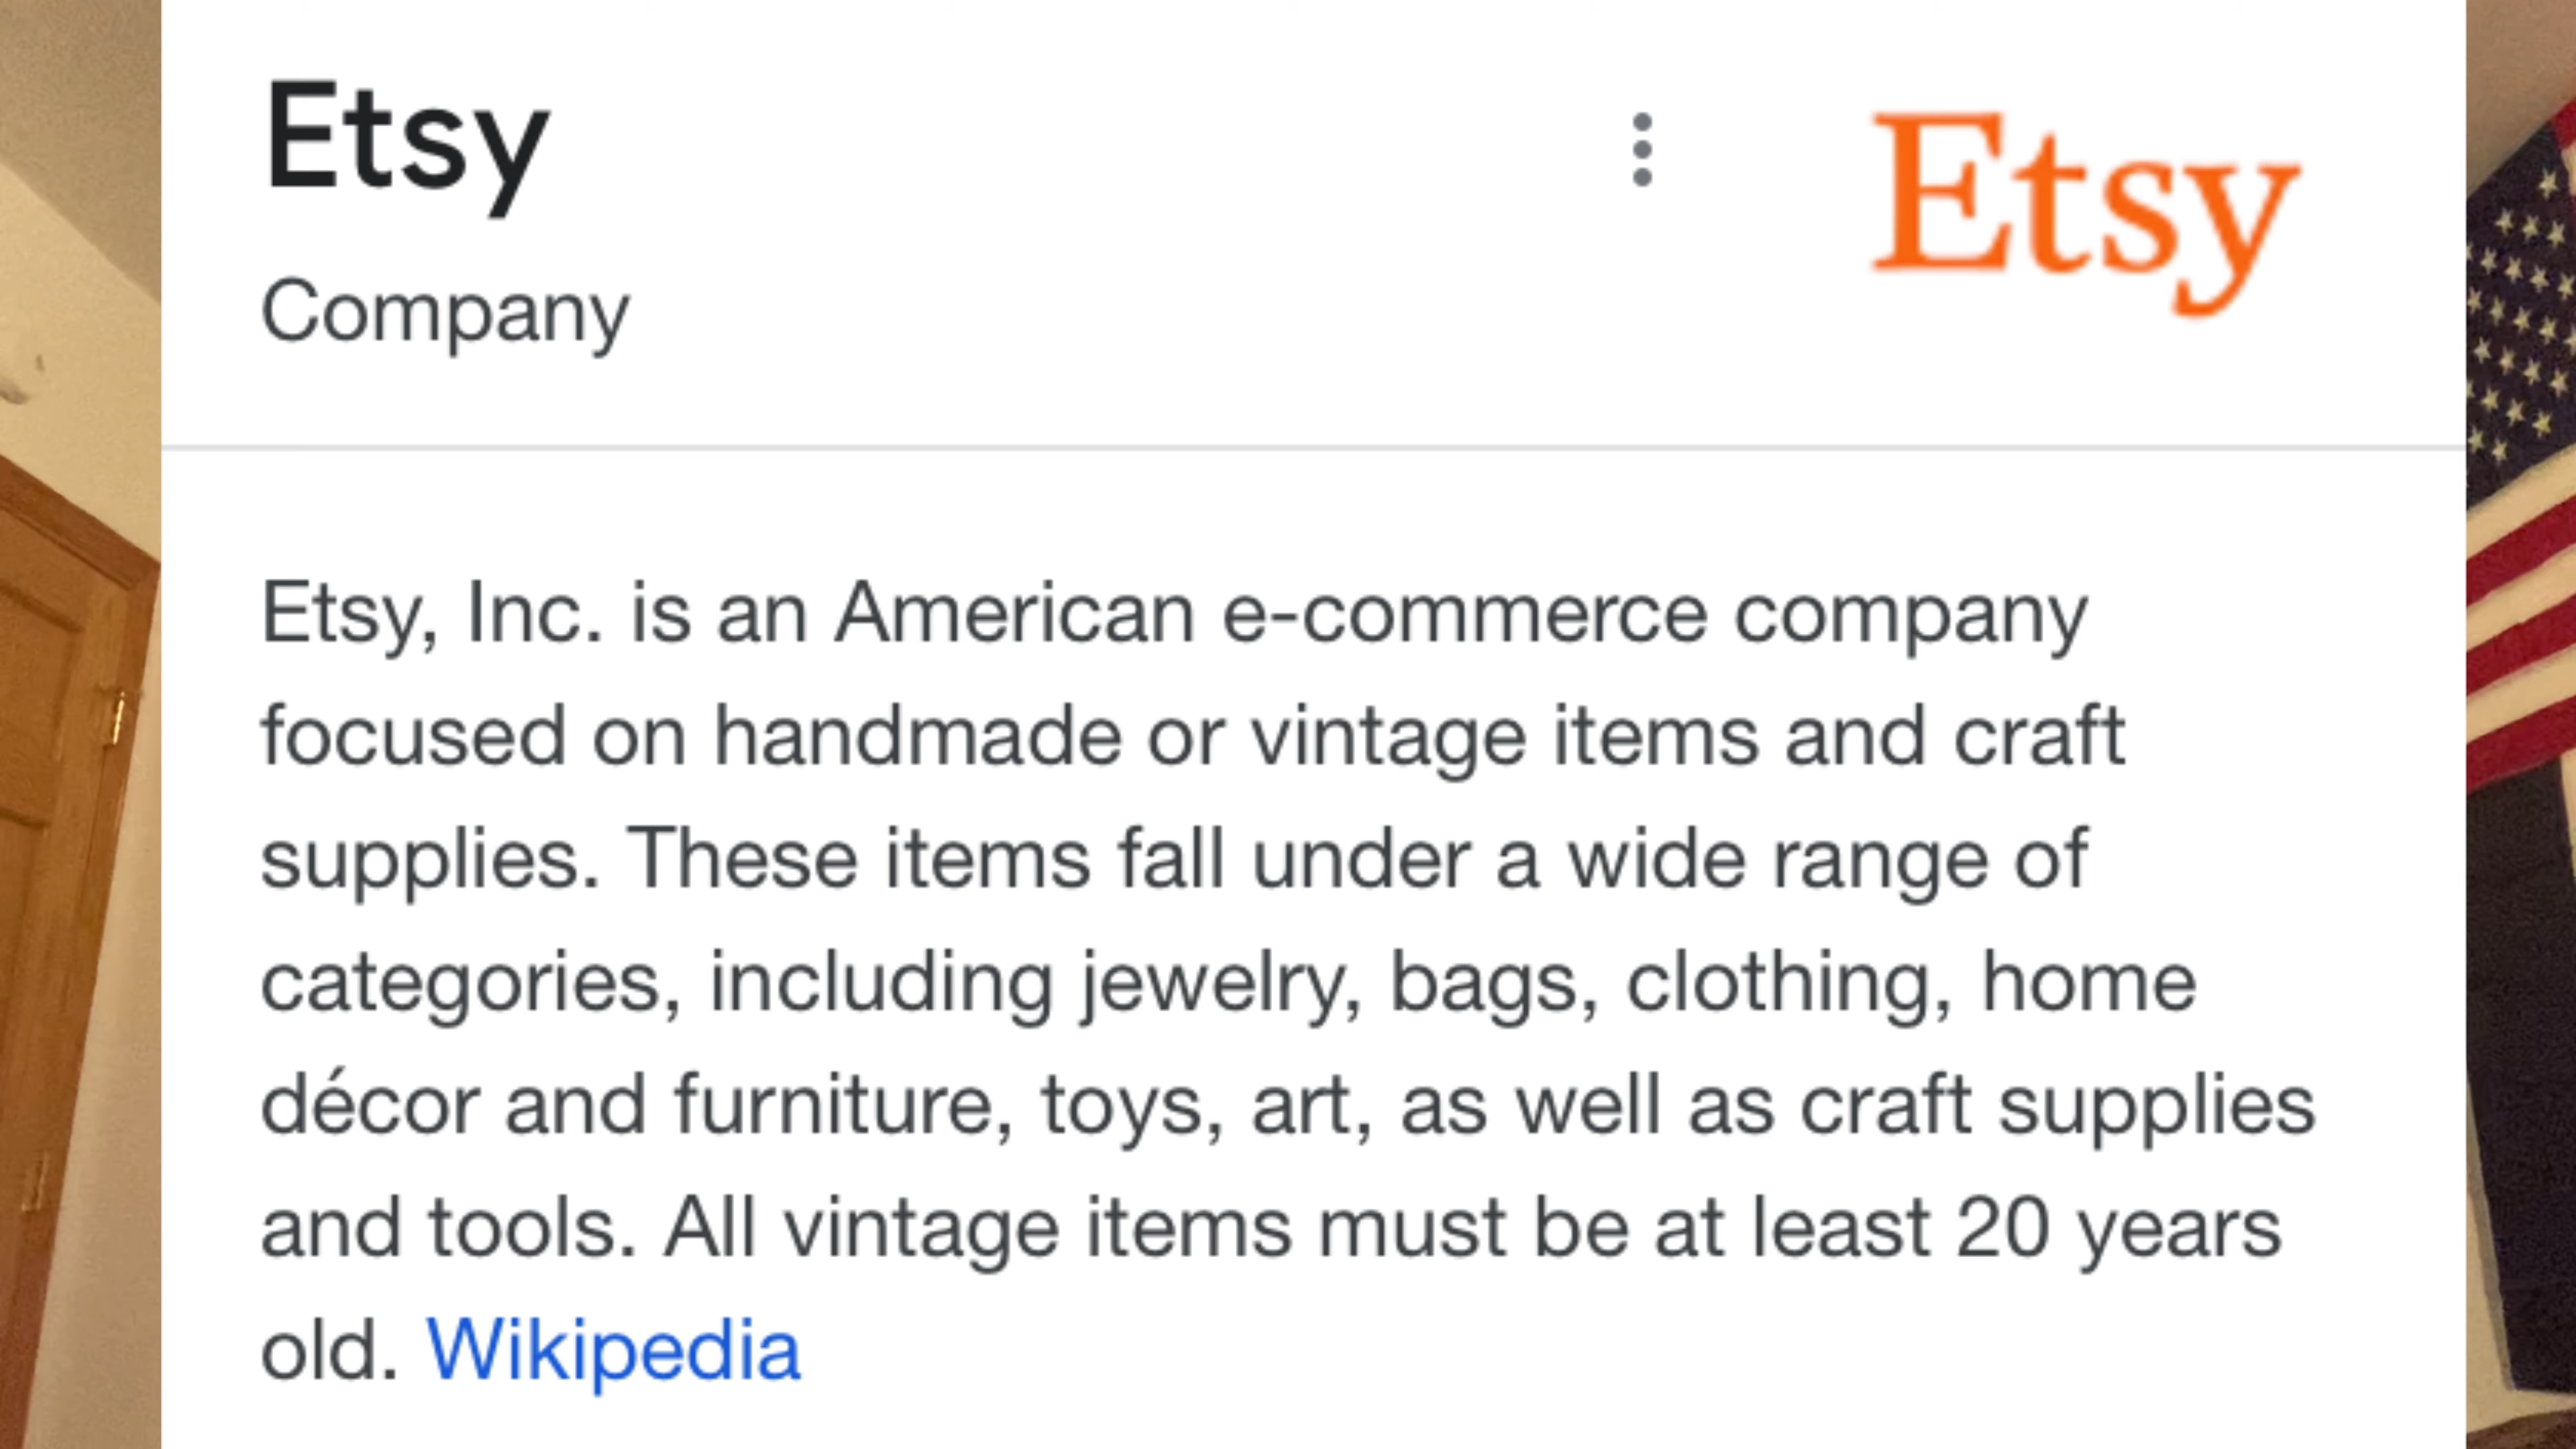 Etsy
Etsy
Company
Etsy, Inc. is an American e-commerce company
focused on handmade or vintage items and craft
supplies. These items fall under a wide range of
categories, including jewelry, bags, clothing, home
décor and furniture, toys, art, as well as craft supplies
and tools. All vintage items must be at least 20 years
old. Wikipedia